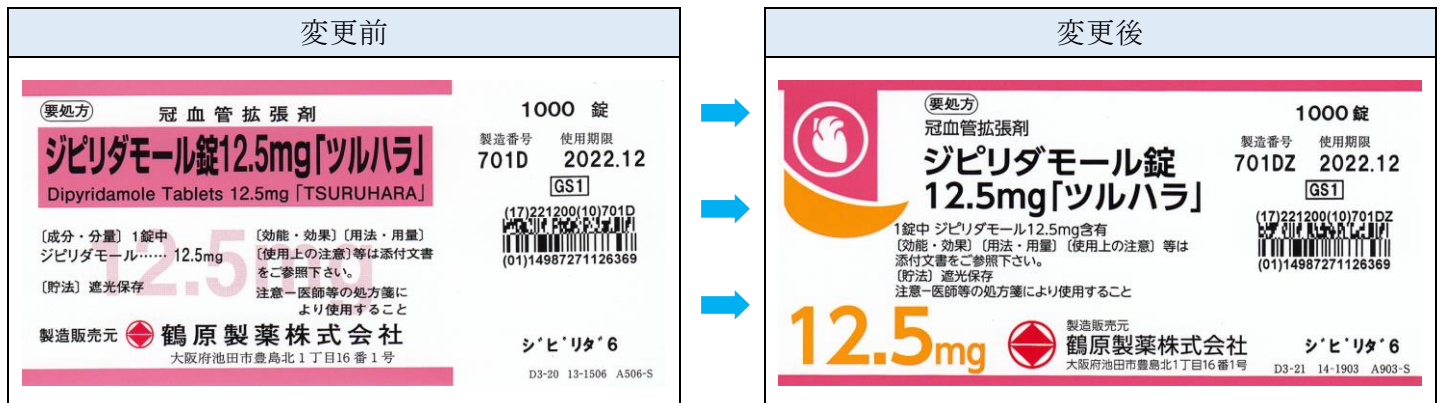 変更前
要処方
冠血管拡張剤
ジピリダモール錠12.5mg「ツルハラ」
Dipyridamole Tablets 12.5mg「TSURUHARA」
〔成分・分量〕1錠中
ジピリダモール…… 12.5mg
〔貯法〕遮光保存
〔効能・効果〕〔用法・用量〕
〔使用上の注意〕等は添付文書
をご参照下さい。
注意－医師等の処方箋に
より使用すること
12.5mg
製造販売元 鶴原製薬株式会社
大阪府池田市豊島北1丁目16番1号
1000 錠
製造番号 使用期限
701D 2022.12
GS1
(17)221200(10)701D
(01)14987271126369
ジピリダ6
D3-20 13-1506 A506-S
変更後
要処方
冠血管拡張剤
ジピリダモール錠
12.5mg「ツルハラ」
1錠中 ジピリダモール12.5mg含有
〔効能・効果〕〔用法・用量〕〔使用上の注意〕等は
添付文書をご参照下さい。
〔貯法〕遮光保存
注意－医師等の処方箋により使用すること
12.5mg
製造販売元
鶴原製薬株式会社
大阪府池田市豊島北1丁目16番1号
1000錠
製造番号 使用期限
701DZ 2022.12
GS1
(17)221200(10)701DZ
(01)14987271126369
ジピリダ6
D3-21 14-1903 A903-S